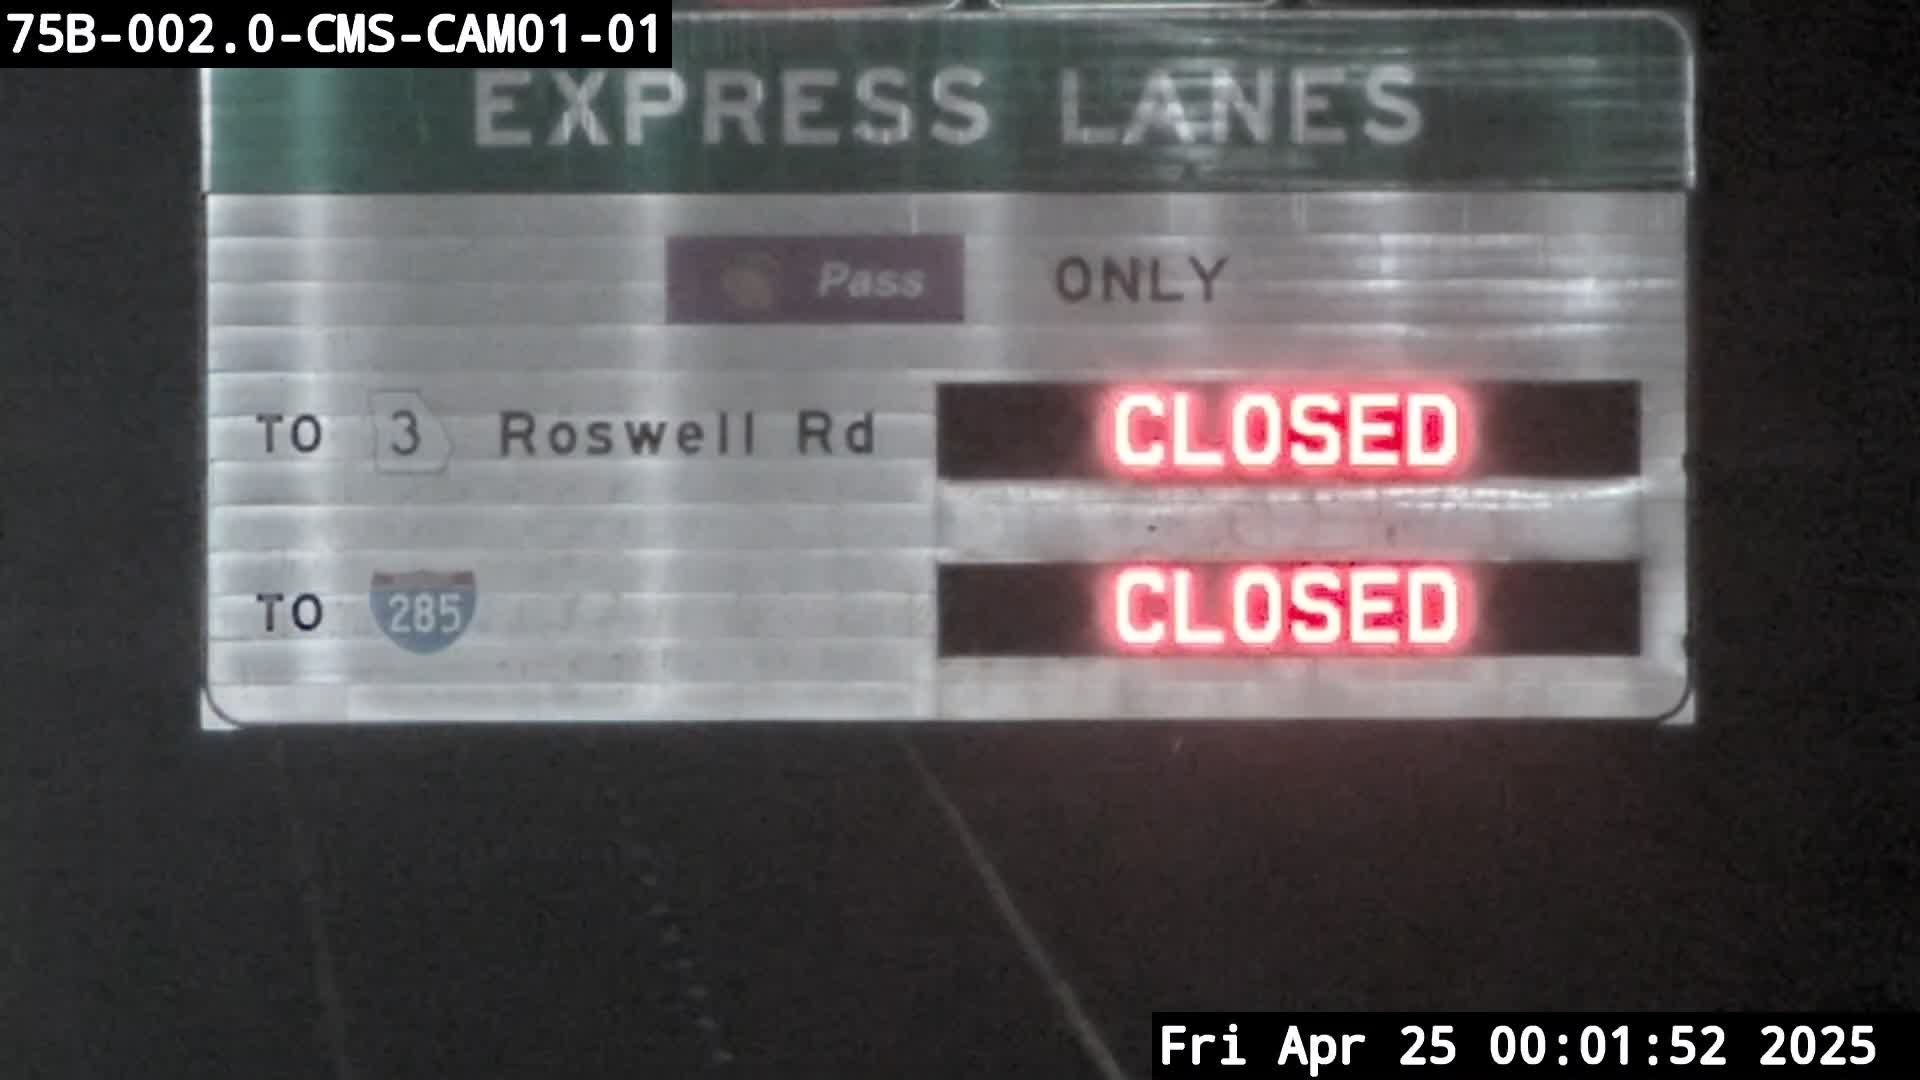 75B-002.0-CMS-CAM01-01
EXPRESS LANES
Pass ONLY
TO 3 Roswell Rd CLOSED
TO 285 CLOSED
Fri Apr 25 00:01:52 2025